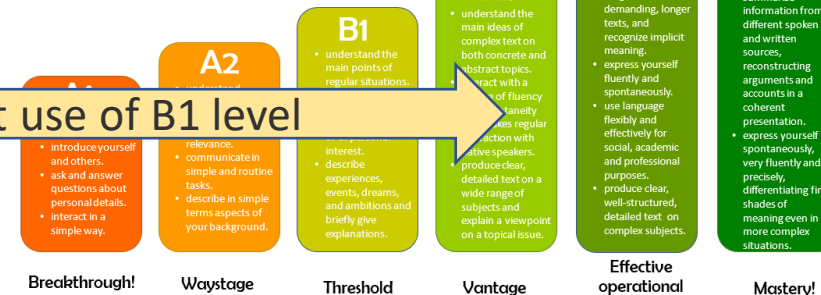 t use of B1 level
introduce yourself
and others.
ask and answer
questions about
personal details.
interact in a
simple way.
Breakthrough!
A2
relevance.
communicate in
simple and routine
tasks.
describe in simple
terms aspects of
your background.
Waystage
B1
understand the
main points of
regular situations.
interest.
describe
experiences,
events, dreams,
and ambitions and
briefly give
explanations.
Threshold
understand the
main ideas of
complex text on
both concrete and
abstract topics.
with a
of fluency
regular
with
speakers.
produce clear,
detailed text on a
wide range of
subjects and
explain a viewpoint
on a topical issue.
Vantage
demanding, longer
texts, and
recognize implicit
meaning.
express yourself
fluently and
spontaneously.
use language
flexibly and
effectively for
social, academic
and professional
purposes.
produce clear,
well-structured,
detailed text on
complex subjects.
Effective
operational
information from
different spoken
and written
sources,
reconstructing
arguments and
accounts in a
coherent
presentation.
express yourself
spontaneously,
very fluently and
precisely,
differentiating fin
shades of
meaning even in
more complex
situations.
Mastery!